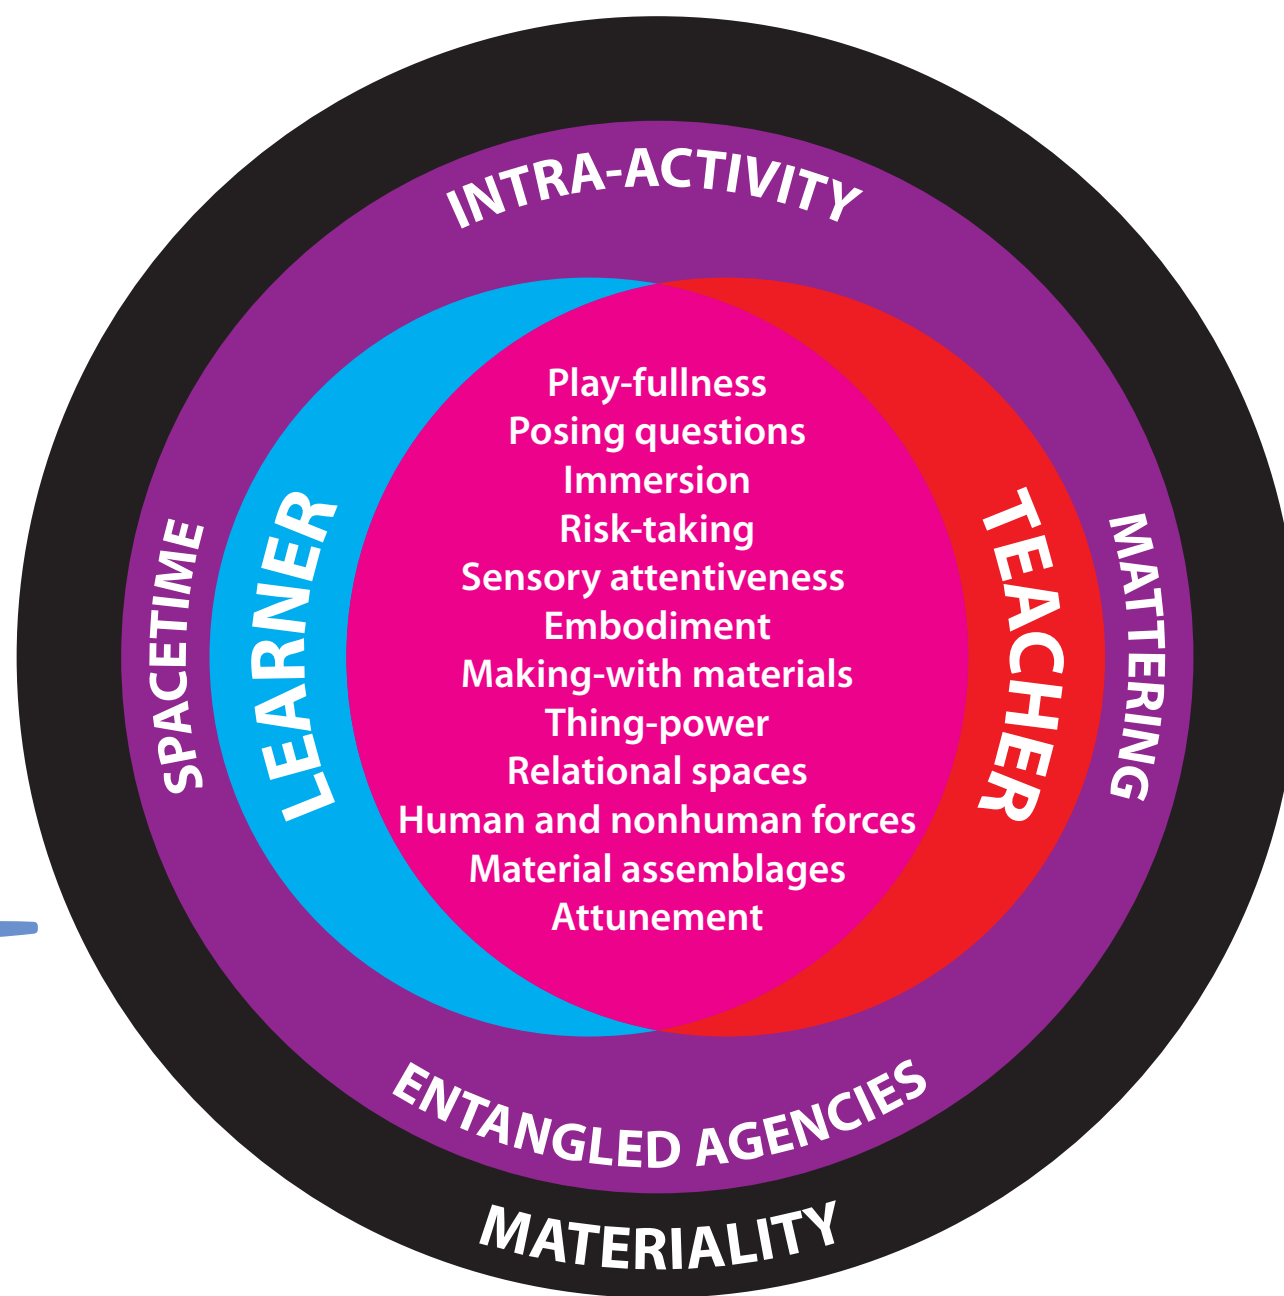 INTRA-ACTIVITY
SPACETIME
LEARNER
Play-fullness
Posing questions
Immersion
Risk-taking
Sensory attentiveness
Embodiment
Making-with materials
Thing-power
Relational spaces
Human and nonhuman forces
Material assemblages
Attunement
TEACHER
MATTERING
ENTANGLED AGENCIES
MATERIALITY